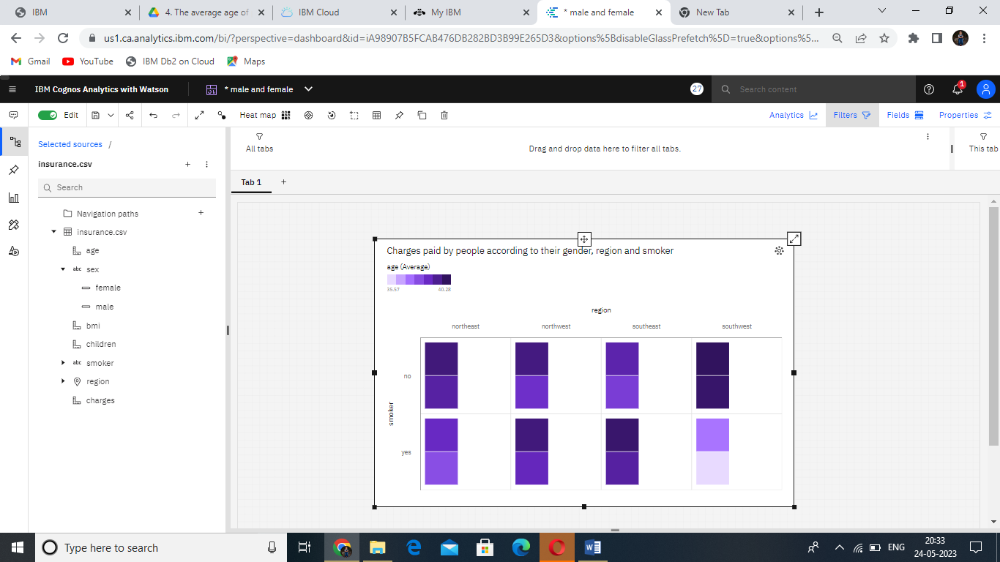 IBM
4. The average age of
IBM Cloud
My IBM
* male and female
New Tab
us1.ca.analytics.ibm.com/bi/?perspective=dashboard&id=iA98907B5FCAB476DB282BD3B99E265D3&options%5BdisableGlassPrefetch%5D=true&options%5...
Gmail
YouTube
IBM Db2 on Cloud
Maps
IBM Cognos Analytics with Watson
* male and female
27
Search content
1
Edit
Heat map
Analytics
Filters
Fields
Properties
Selected sources /
insurance.csv
Search
Navigation paths
insurance.csv
age
abc sex
female
male
bmi
children
abc smoker
region
charges
All tabs
Drag and drop data here to filter all tabs.
This tab
Tab 1
Charges paid by people according to their gender, region and smoker
age (Average)
35.57 40.28
region
northeast northwest southeast southwest
smoker
no
yes
Type here to search
ENG
20:33
24-05-2023